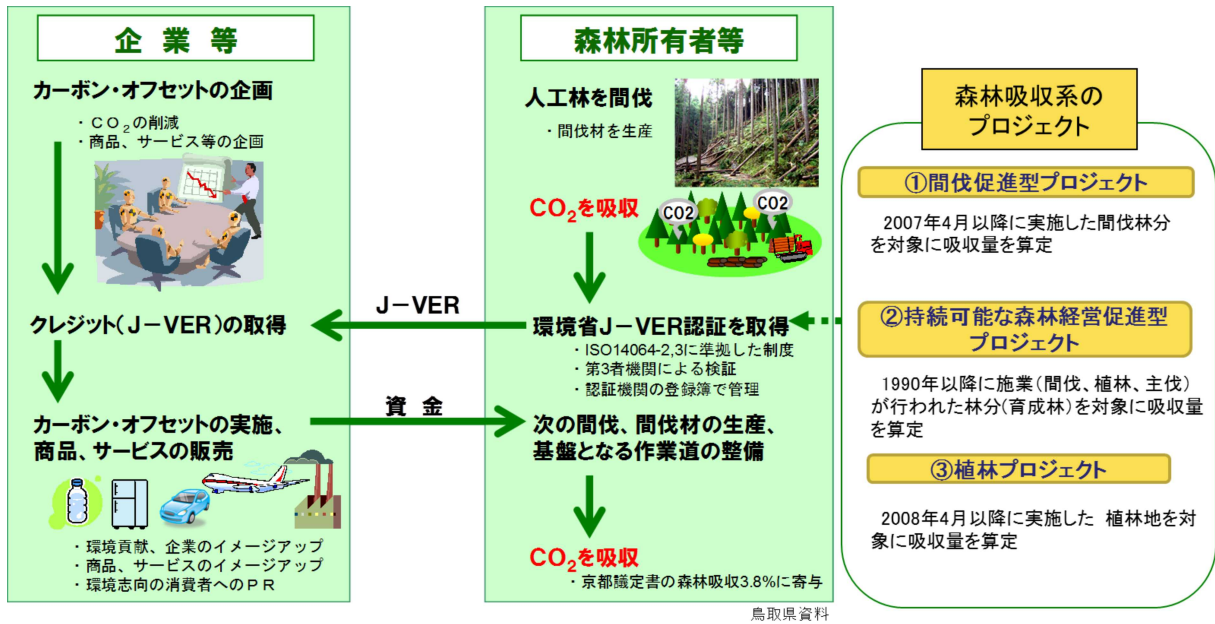 企業等
カーボン・オフセットの企画
・ＣＯ₂の削減
・商品、サービス等の企画
クレジット（Ｊ－ＶＥＲ）の取得
カーボン・オフセットの実施、
商品、サービスの販売
・環境貢献、企業のイメージアップ
・商品、サービスのイメージアップ
・環境志向の消費者へのＰＲ
Ｊ－ＶＥＲ
資金
森林所有者等
人工林を間伐
・間伐材を生産
CO₂を吸収
CO2
CO2
環境省Ｊ－ＶＥＲ認証を取得
・ISO14064-2,3に準拠した制度
・第3者機関による検証
・認証機関の登録簿で管理
次の間伐、間伐材の生産、
基盤となる作業道の整備
CO₂を吸収
・京都議定書の森林吸収3.8%に寄与
森林吸収系の
プロジェクト
①間伐促進型プロジェクト
2007年4月以降に実施した間伐林分
を対象に吸収量を算定
②持続可能な森林経営促進型
プロジェクト
1990年以降に施業（間伐、植林、主伐）
が行われた林分（育成林）を対象に吸収量
を算定
③植林プロジェクト
2008年4月以降に実施した 植林地を対
象に吸収量を算定
鳥取県資料